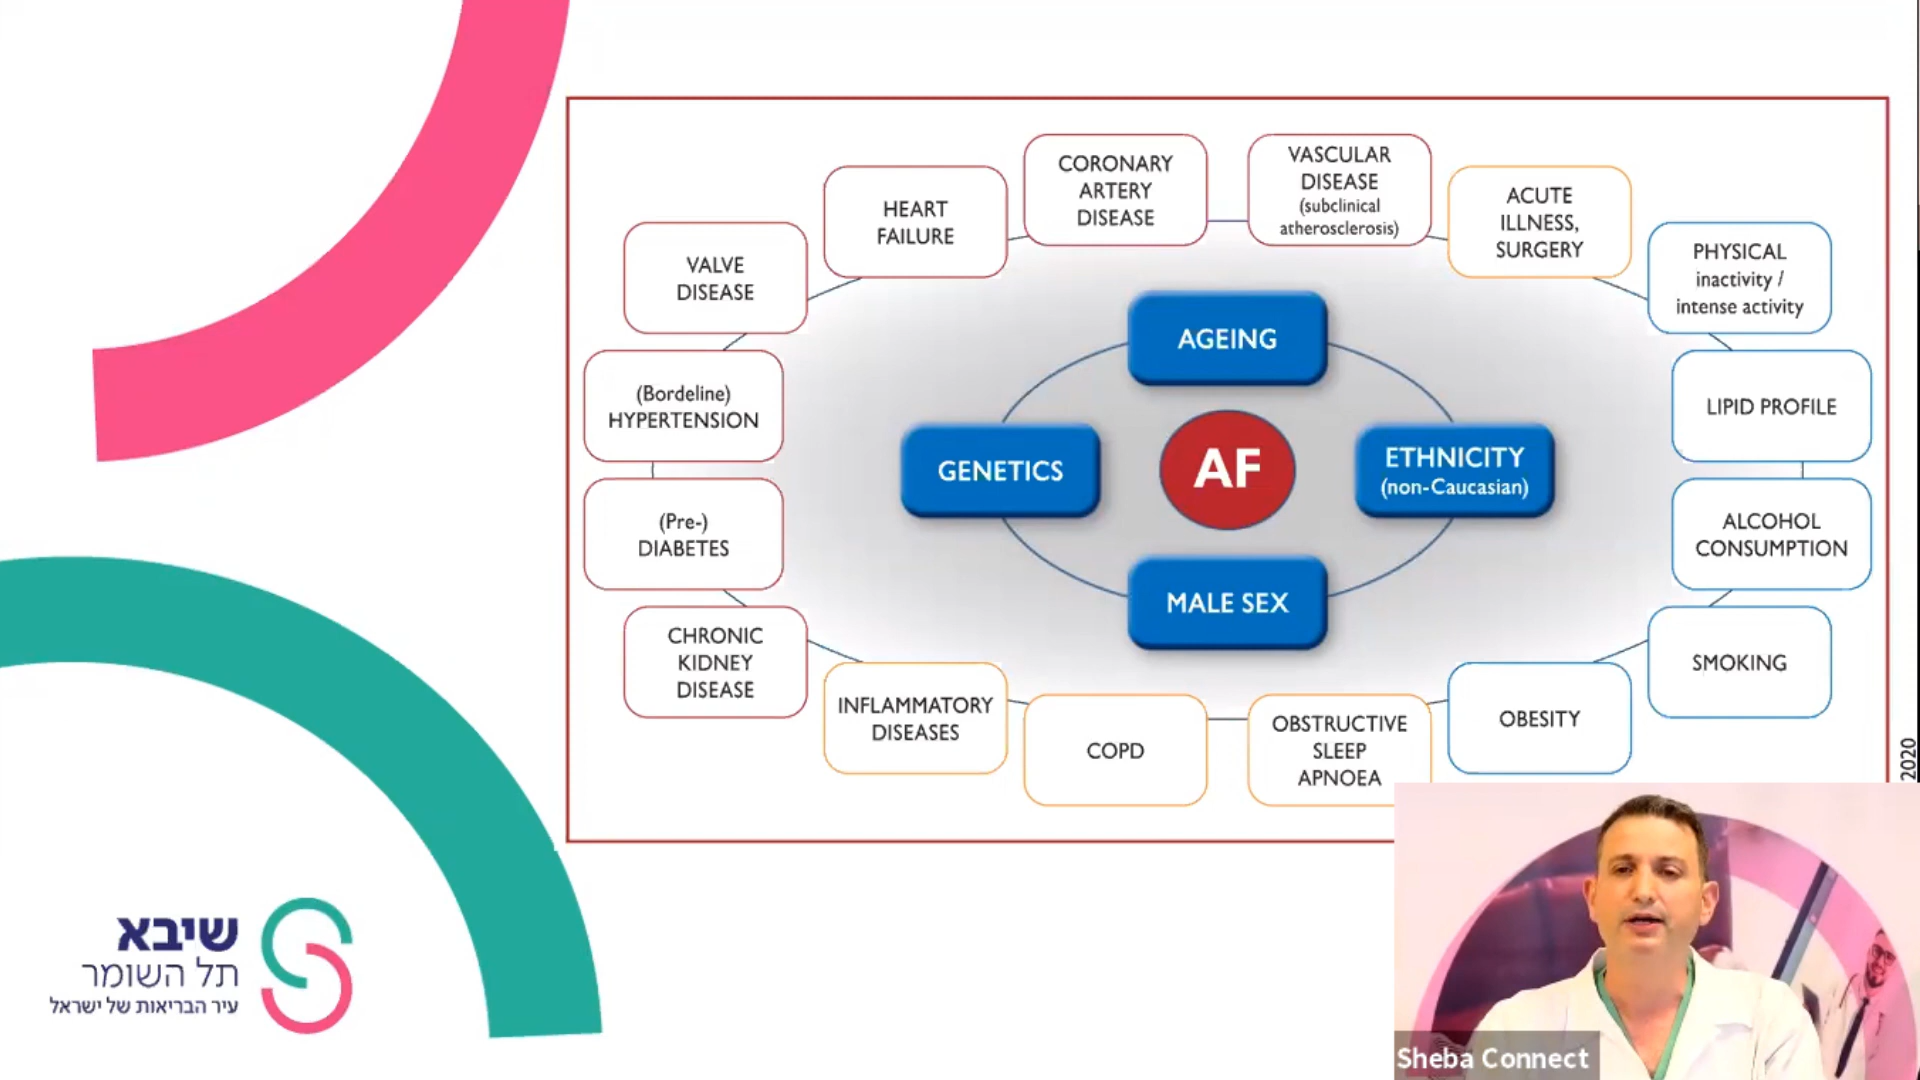 CORONARY
ARTERY
DISEASE
VASCULAR
DISEASE
(subclinical
atherosclerosis)
HEART
FAILURE
ACUTE
ILLNESS,
SURGERY
VALVE
DISEASE
PHYSICAL
inactivity /
intense activity
(Bordeline)
HYPERTENSION
LIPID PROFILE
(Pre-)
DIABETES
ALCOHOL
CONSUMPTION
CHRONIC
KIDNEY
DISEASE
SMOKING
INFLAMMATORY
DISEASES
COPD
OBSTRUCTIVE
SLEEP
APNOEA
OBESITY
AGEING
GENETICS
AF
ETHNICITY
(non-Caucasian)
MALE SEX
2020
שיבא
תל השומר
עיר הבריאות של ישראל
Sheba Connect